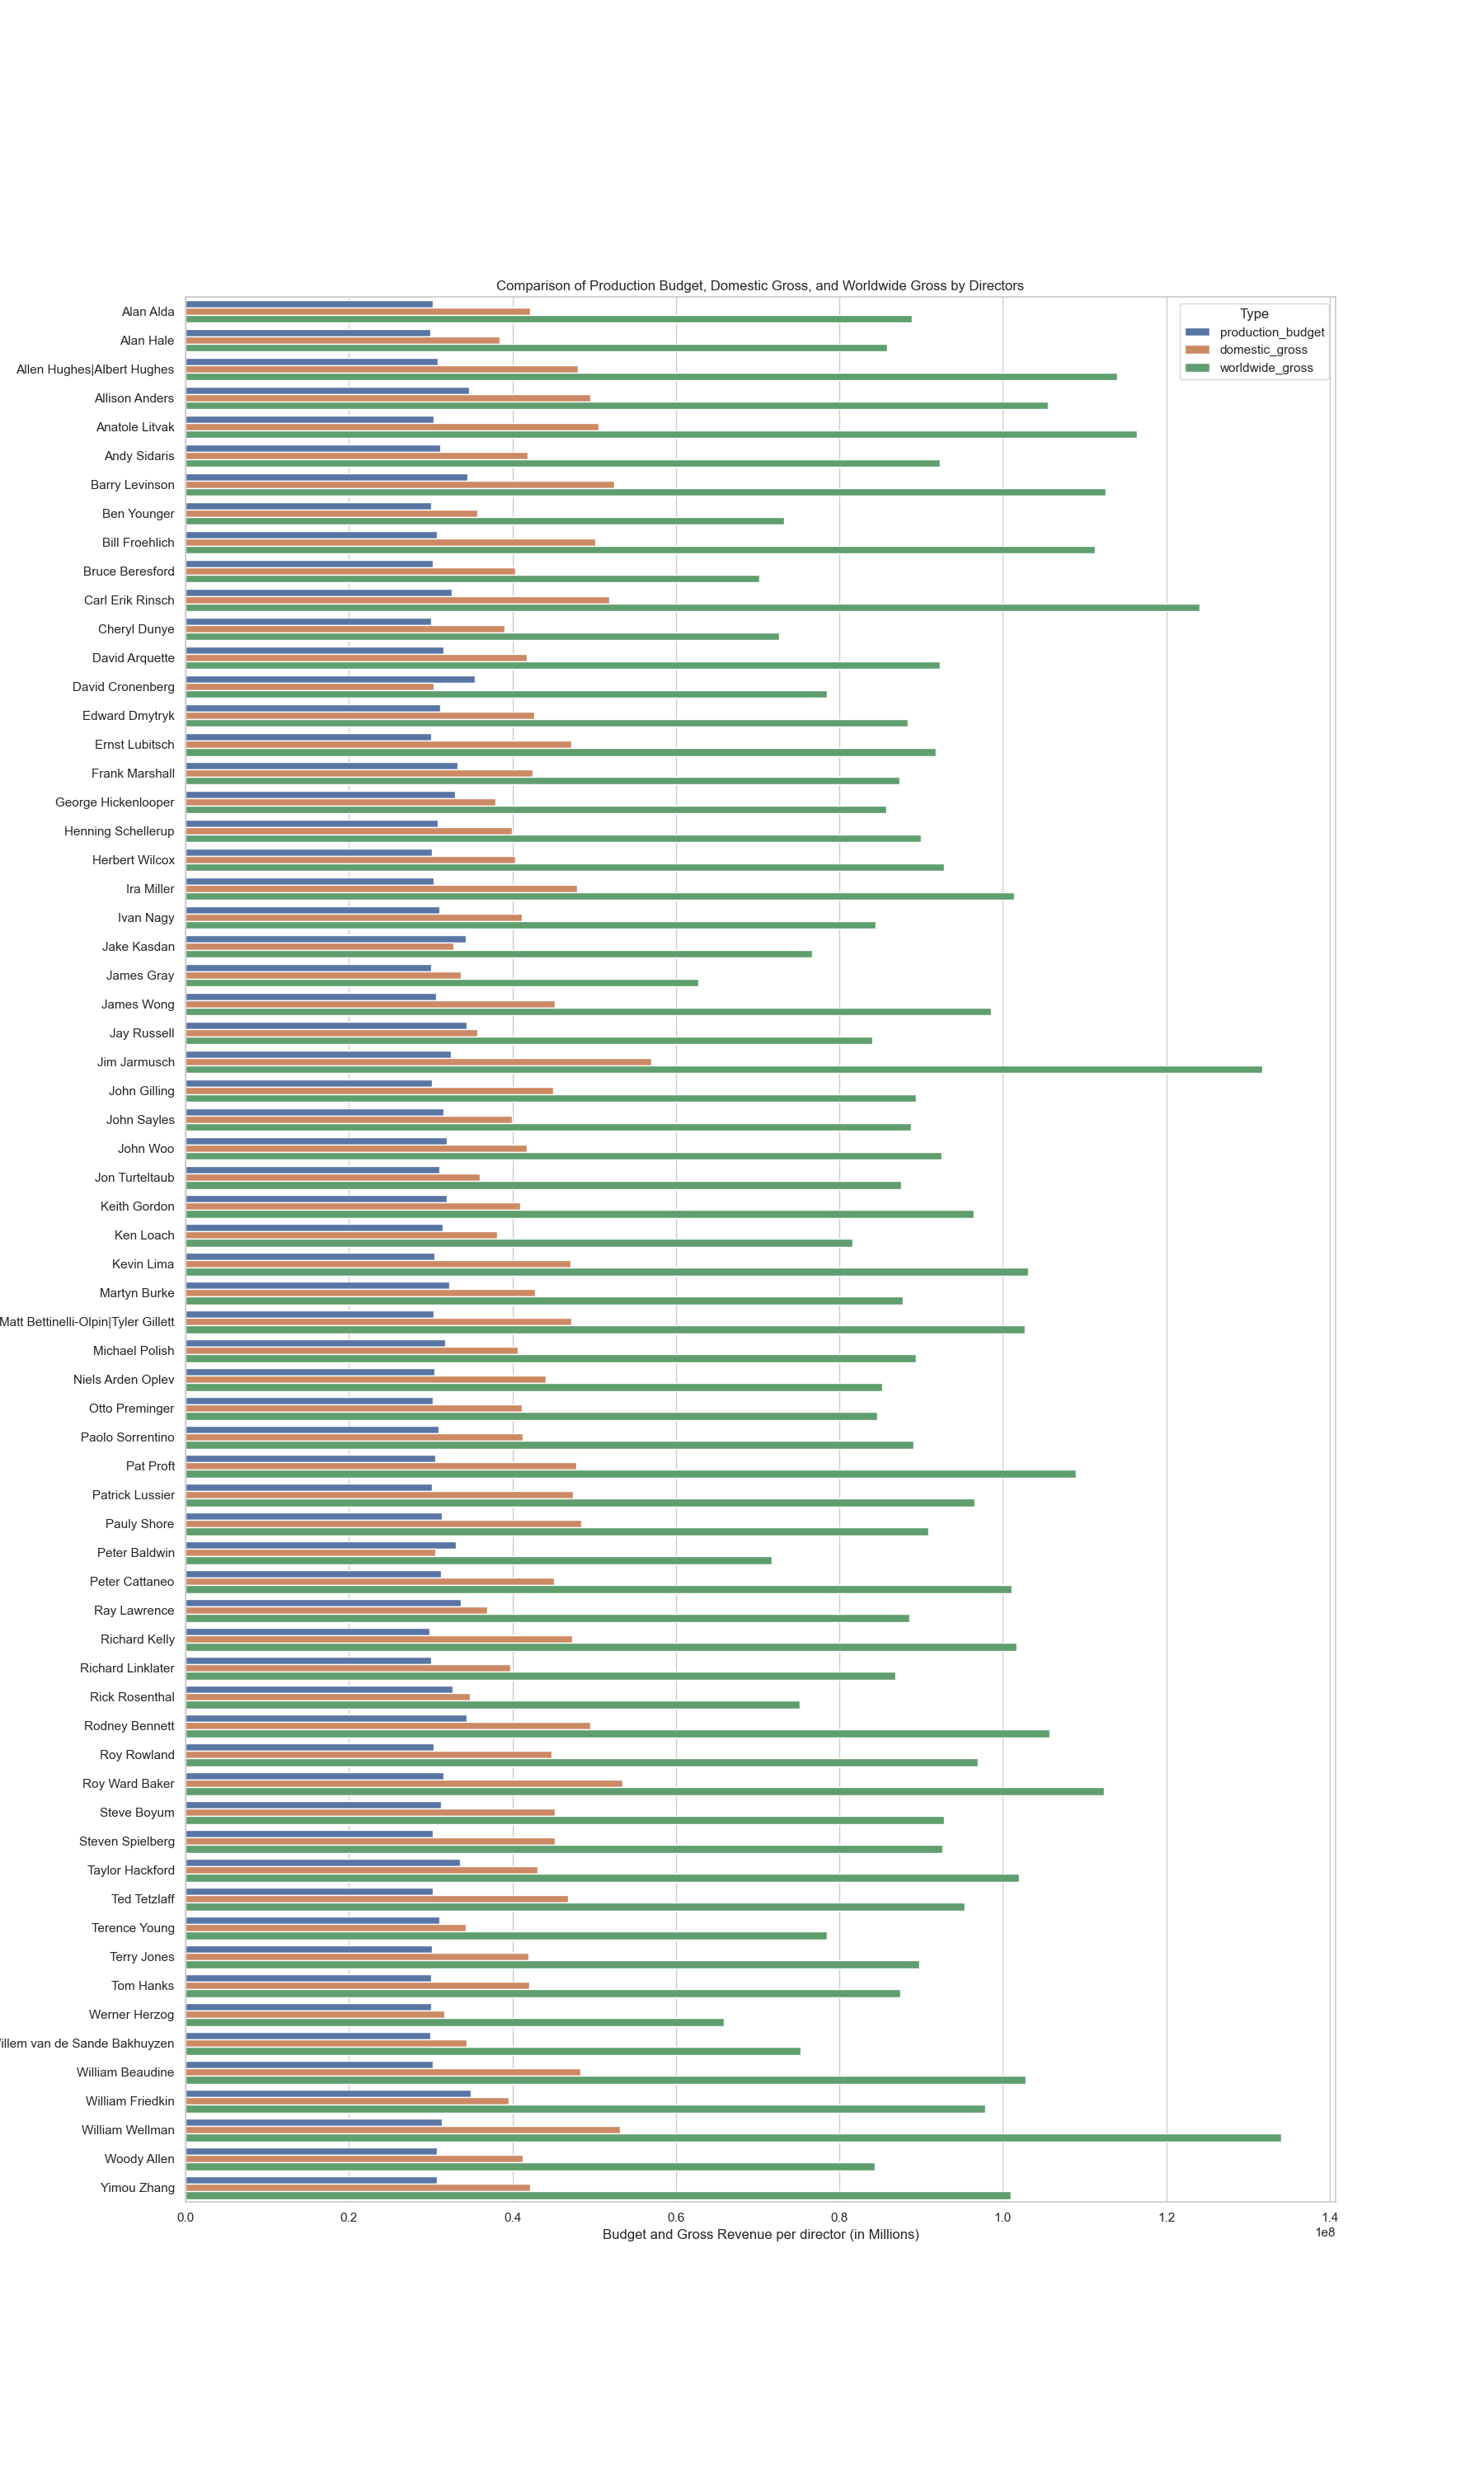 Comparison of Production Budget, Domestic Gross, and Worldwide Gross by Directors
Type
production_budget
domestic_gross
worldwide_gross
Alan Alda
Alan Hale
Allen Hughes|Albert Hughes
Allison Anders
Anatole Litvak
Andy Sidaris
Barry Levinson
Ben Younger
Bill Froehlich
Bruce Beresford
Carl Erik Rinsch
Cheryl Dunye
David Arquette
David Cronenberg
Edward Dmytryk
Ernst Lubitsch
Frank Marshall
George Hickenlooper
Henning Schellerup
Herbert Wilcox
Ira Miller
Ivan Nagy
Jake Kasdan
James Gray
James Wong
Jay Russell
Jim Jarmusch
John Gilling
John Sayles
John Woo
Jon Turteltaub
Keith Gordon
Ken Loach
Kevin Lima
Martyn Burke
Matt Bettinelli-Olpin|Tyler Gillett
Michael Polish
Niels Arden Oplev
Otto Preminger
Paolo Sorrentino
Pat Proft
Patrick Lussier
Pauly Shore
Peter Baldwin
Peter Cattaneo
Ray Lawrence
Richard Kelly
Richard Linklater
Rick Rosenthal
Rodney Bennett
Roy Rowland
Roy Ward Baker
Steve Boyum
Steven Spielberg
Taylor Hackford
Ted Tetzlaff
Terence Young
Terry Jones
Tom Hanks
Werner Herzog
illem van de Sande Bakhuyzen
William Beaudine
William Friedkin
William Wellman
Woody Allen
Yimou Zhang
0.0 0.2 0.4 0.6 0.8 1.0 1.2 1.4
1e8
Budget and Gross Revenue per director (in Millions)